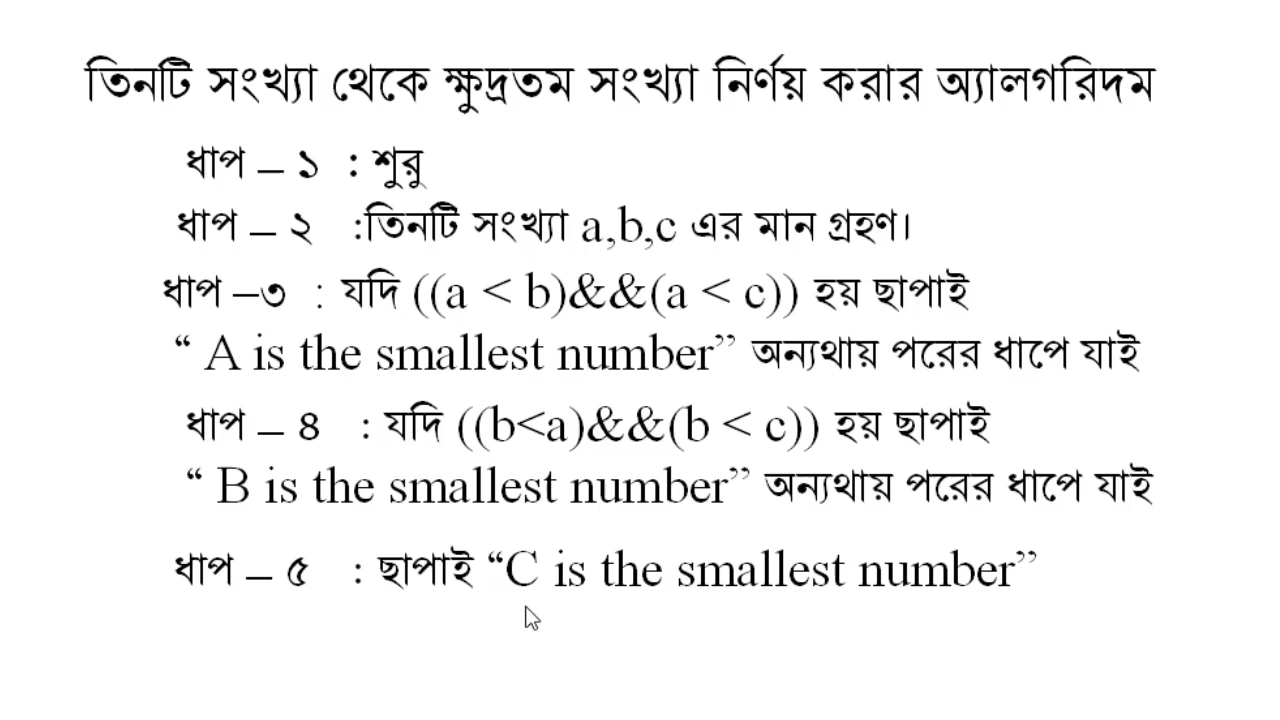 তিনটি সংখ্যা থেকে ক্ষুদ্রতম সংখ্যা নির্ণয় করার অ্যালগরিদম
ধাপ – ১ : শুরু
ধাপ – ২ :তিনটি সংখ্যা a,b,c এর মান গ্রহণ।
ধাপ –৩ : যদি ((a < b)&&(a < c)) হয় ছাপাই
“ A is the smallest number” অন্যথায় পরের ধাপে যাই
ধাপ – ৪ : যদি ((b<a)&&(b < c)) হয় ছাপাই
“ B is the smallest number” অন্যথায় পরের ধাপে যাই
ধাপ – ৫ : ছাপাই “C is the smallest number”